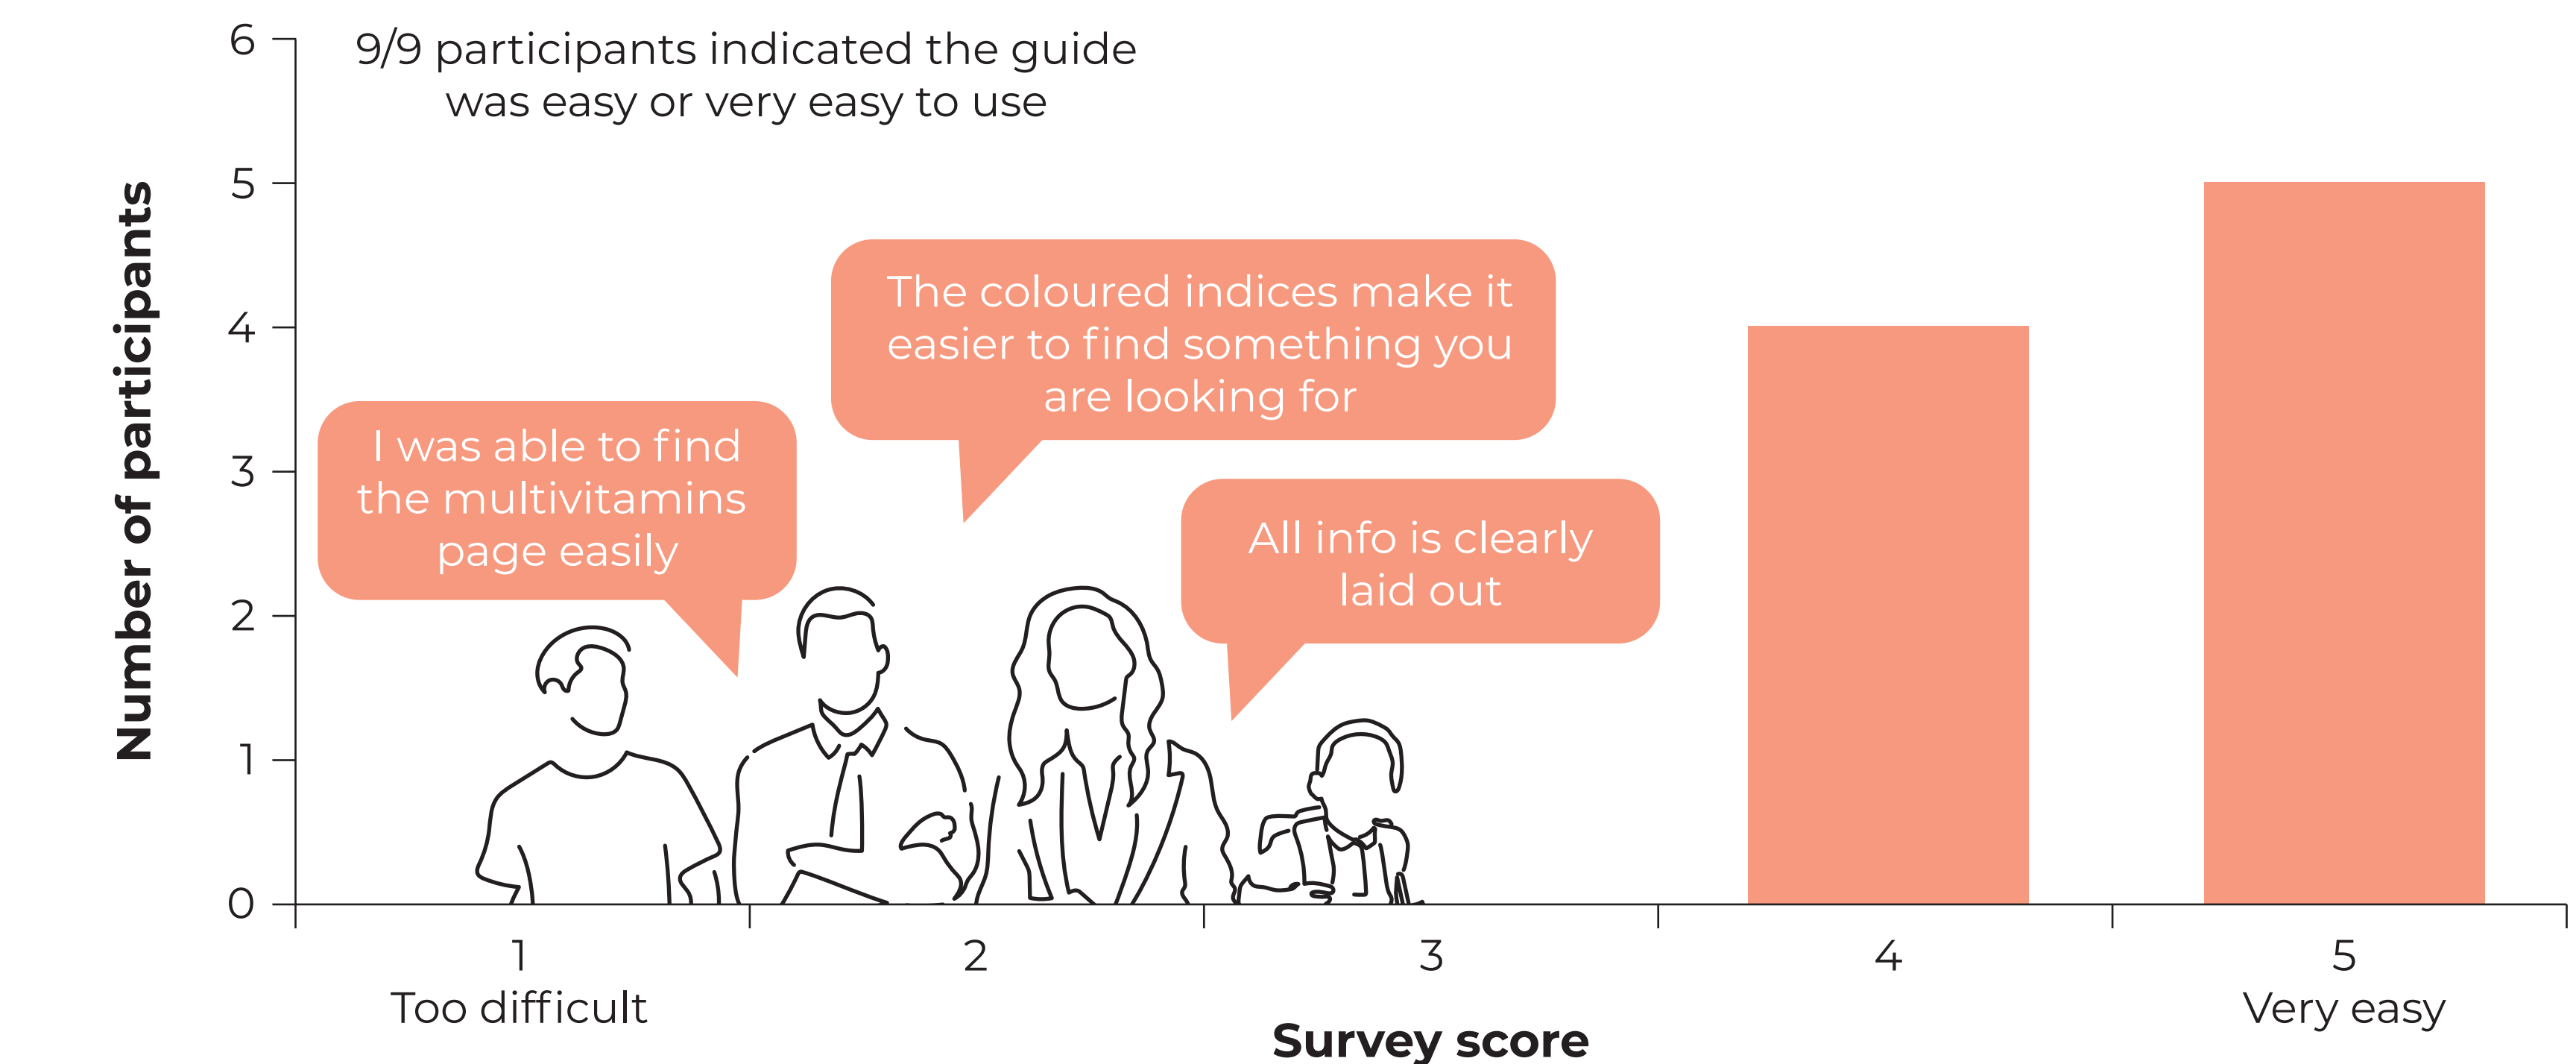 9/9 participants indicated the guide
was easy or very easy to use
Number of participants
6
5
4
3
2
1
0
The coloured indices make it
easier to find something you
are looking for
I was able to find
the multivitamins
page easily
All info is clearly
laid out
1
2
3
4
5
Too difficult
Very easy
Survey score